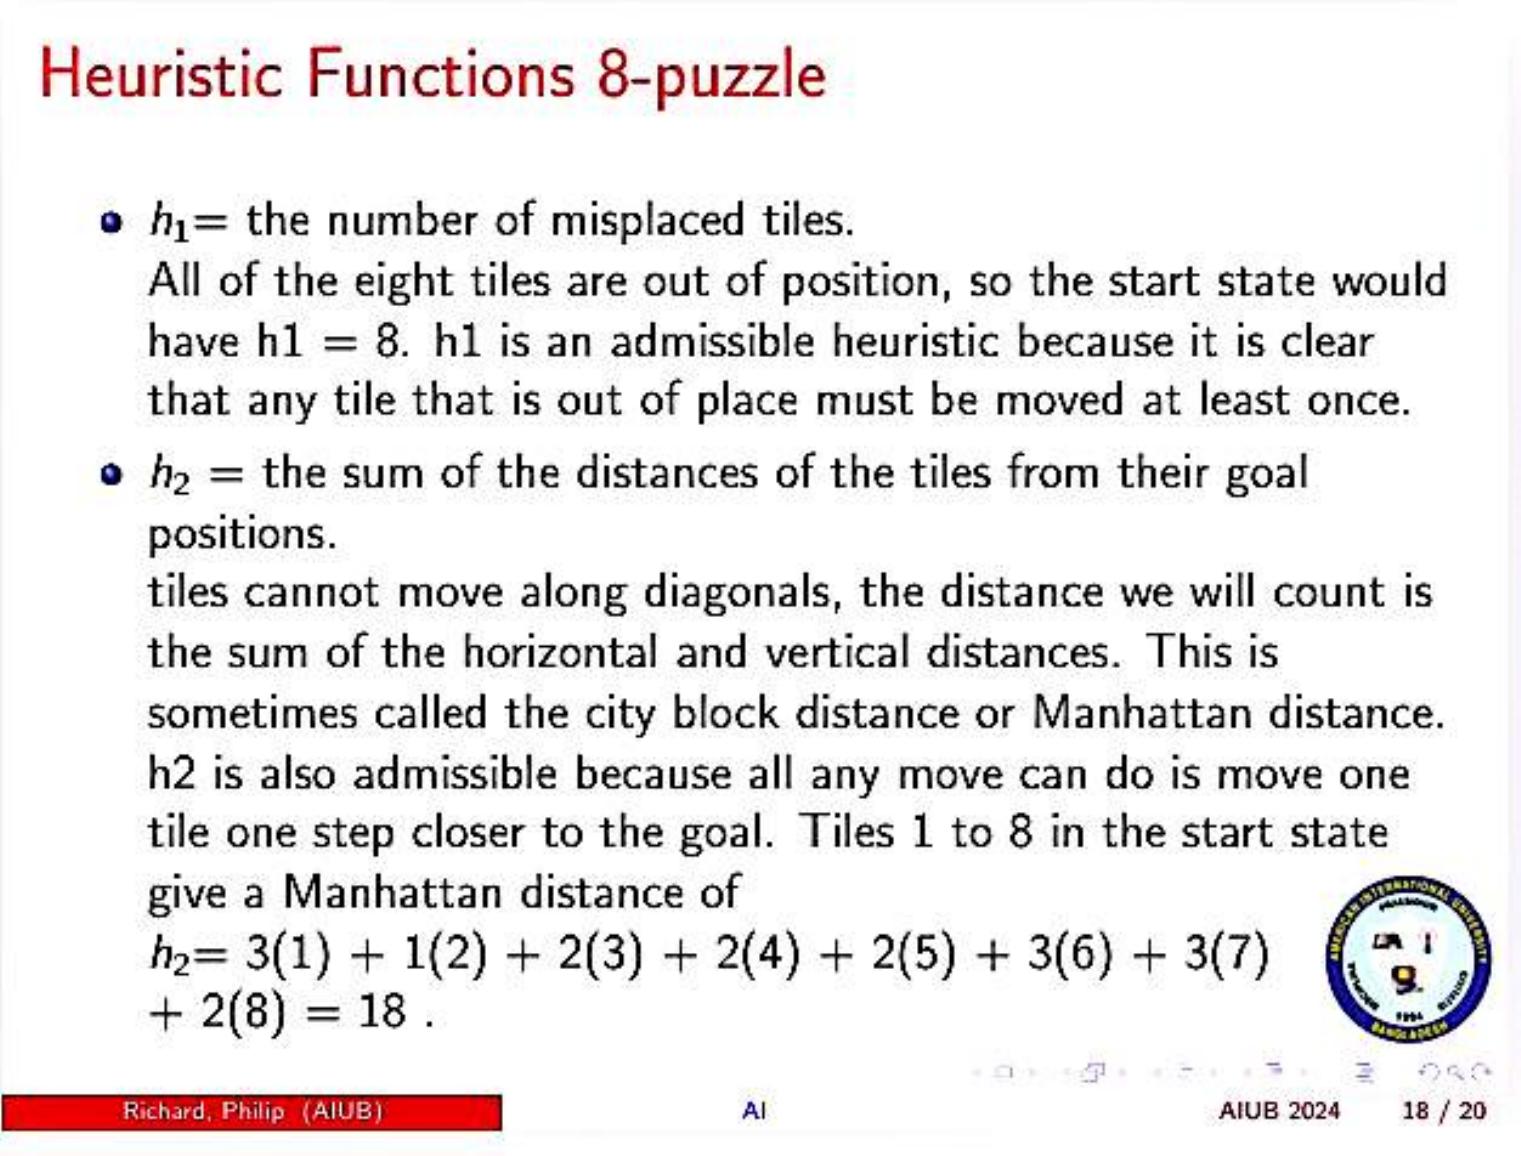 Heuristic Functions 8-puzzle
h₁= the number of misplaced tiles.
All of the eight tiles are out of position, so the start state would
have h1 = 8. h1 is an admissible heuristic because it is clear
that any tile that is out of place must be moved at least once.
h₂ = the sum of the distances of the tiles from their goal
positions.
tiles cannot move along diagonals, the distance we will count is
the sum of the horizontal and vertical distances. This is
sometimes called the city block distance or Manhattan distance.
h2 is also admissible because all any move can do is move one
tile one step closer to the goal. Tiles 1 to 8 in the start state
give a Manhattan distance of
h₂= 3(1) + 1(2) + 2(3) + 2(4) + 2(5) + 3(6) + 3(7)
+ 2(8) = 18 .
AMERICAN INTERNATIONAL UNIVERSITY
1994
BANGLADESH
Richard, Philip (AIUB)
AI
AIUB 2024
18 / 20